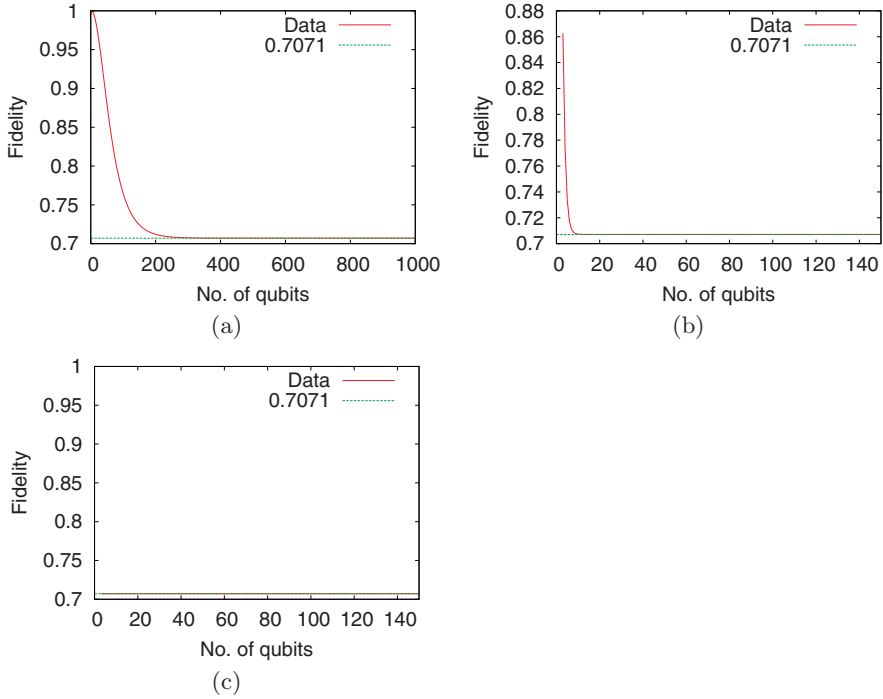 1
0.95
0.9
0.85
0.8
0.75
0.7
0 200 400 600 800 1000
Fidelity
No. of qubits
Data
0.7071
(a)
0.88
0.86
0.84
0.82
0.8
0.78
0.76
0.74
0.72
0.7
0 20 40 60 80 100 120 140
Fidelity
No. of qubits
Data
0.7071
(b)
1
0.95
0.9
0.85
0.8
0.75
0.7
0 20 40 60 80 100 120 140
Fidelity
No. of qubits
Data
0.7071
(c)